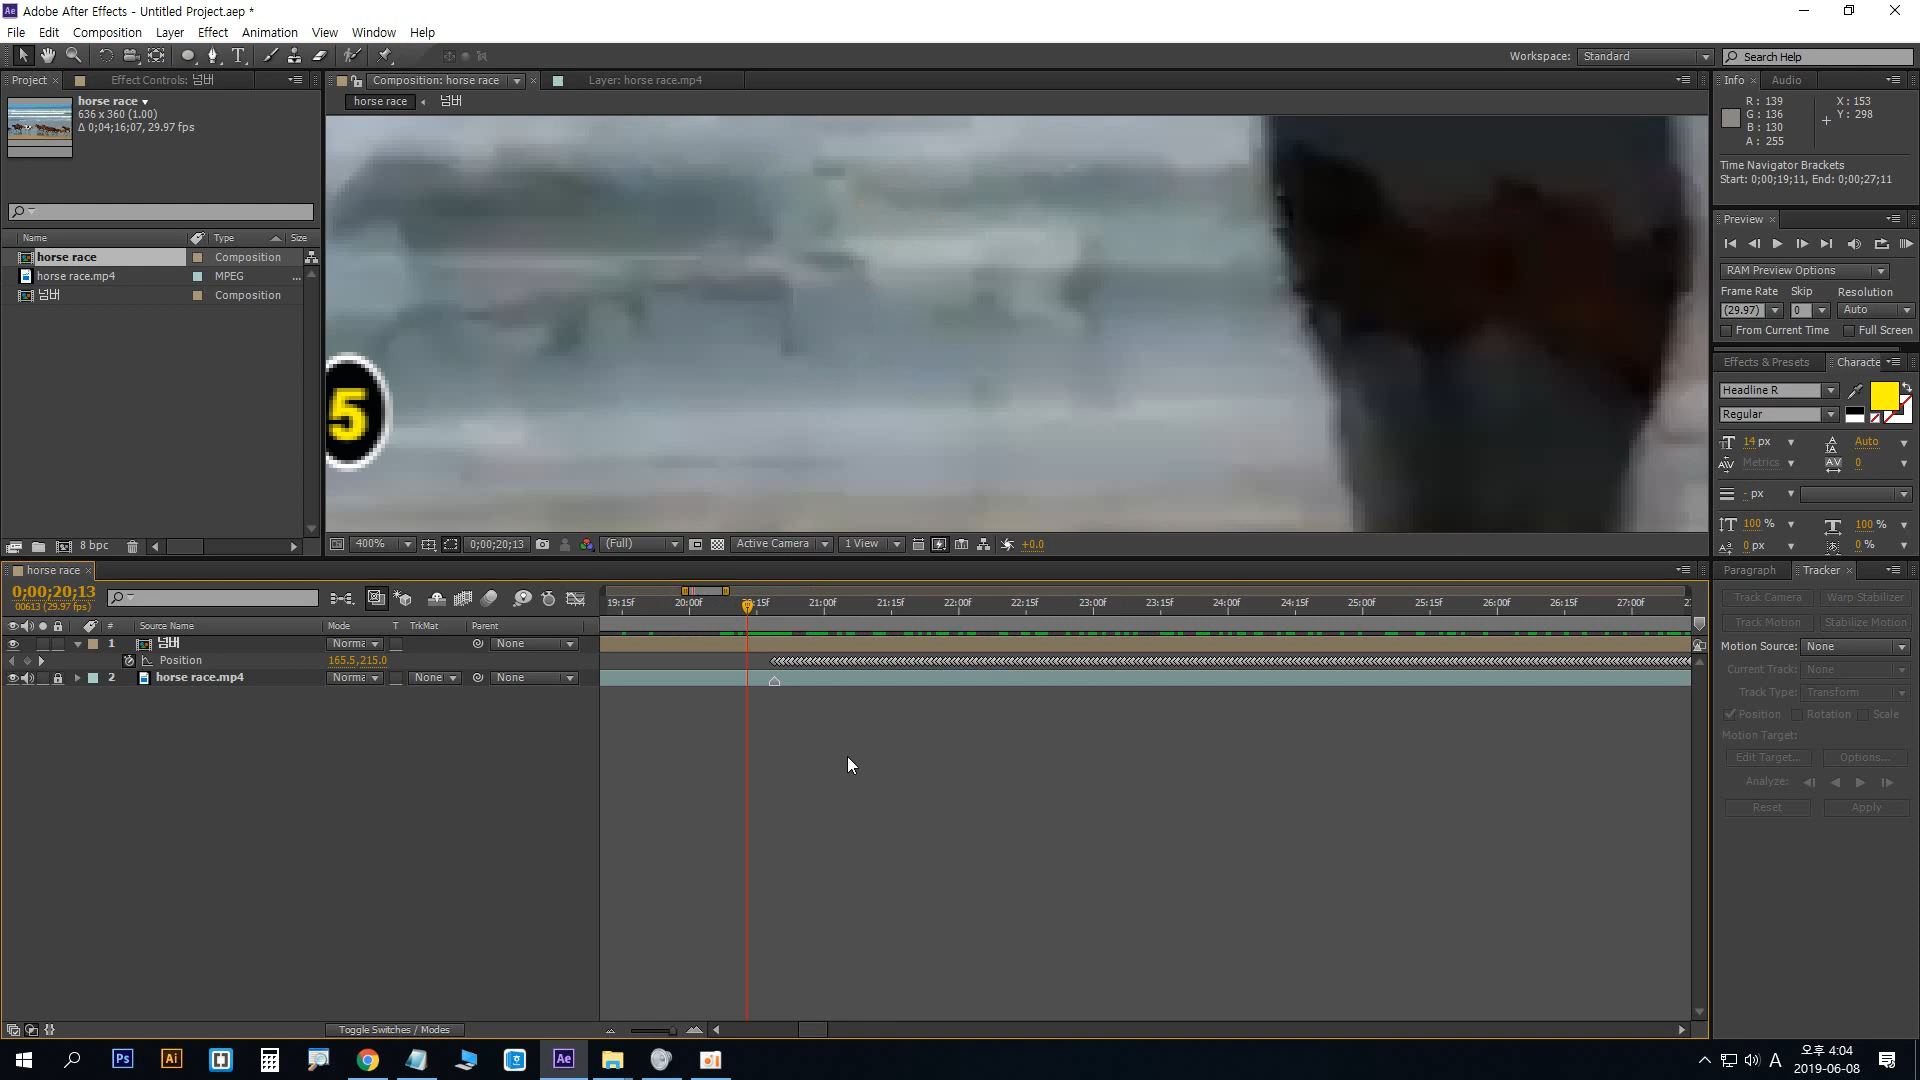 Adobe After Effects - Untitled Project.aep *
File Edit Composition Layer Effect Animation View Window Help
Workspace: Standard Search Help
Project Effect Controls: 넘버
horse race
636 x 360 (1.00)
Δ 0;04;16;07, 29.97 fps
Name Type Size
horse race Composition
horse race.mp4 MPEG ...
넘버 Composition
8 bpc
Composition: horse race Layer: horse race.mp4
horse race 넘버
5
400% 0;00;20;13 (Full) Active Camera 1 View +0.0
Info Audio
R: 139 X: 153
G: 136 Y: 298
B: 130
A: 255
Time Navigator Brackets
Start: 0;00;19;11, End: 0;00;27;11
Preview
RAM Preview Options
Frame Rate Skip Resolution
(29.97) 0 Auto
From Current Time Full Screen
Effects & Presets Characte
Headline R
Regular
14 px Auto
Metrics 0
- px
100 % 100 %
0 px 0 %
Paragraph Tracker
Track Camera Warp Stabilizer
Track Motion Stabilize Motion
Motion Source: None
Current Track: None
Track Type: Transform
Position Rotation Scale
Motion Target:
Edit Target... Options...
Analyze:
Reset Apply
horse race
0;00;20;13
00613 (29.97 fps)
19:15f 20:00f 20:15f 21:00f 21:15f 22:00f 22:15f 23:00f 23:15f 24:00f 24:15f 25:00f 25:15f 26:00f 26:15f 27:00f
# Source Name Mode T TrkMat Parent
1 넘버 Norma None
Position 165.5,215.0
2 horse race.mp4 Norma None None
Toggle Switches / Modes
Ps Ai Ae A 오후 4:04
2019-06-08